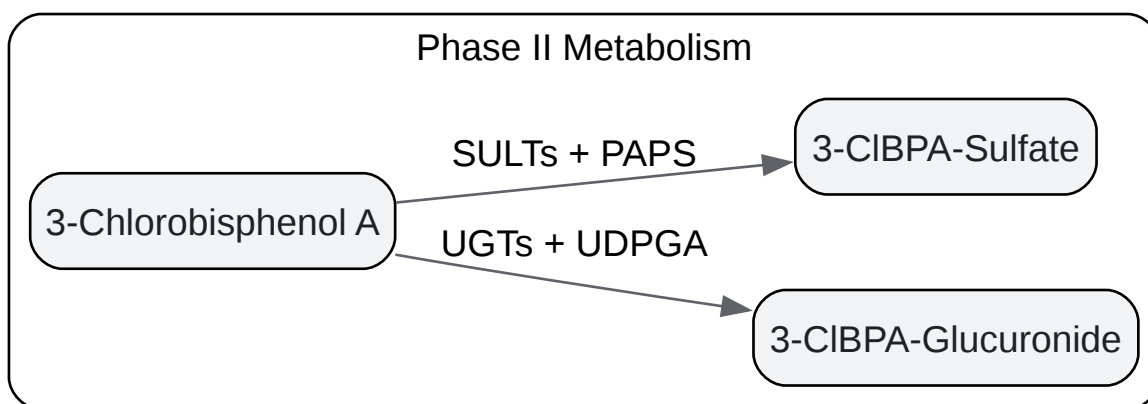 Phase II Metabolism
SULTs + PAPS
3-ClBPA-Sulfate
3-Chlorobisphenol A
UGTs + UDPGA
3-ClBPA-Glucuronide